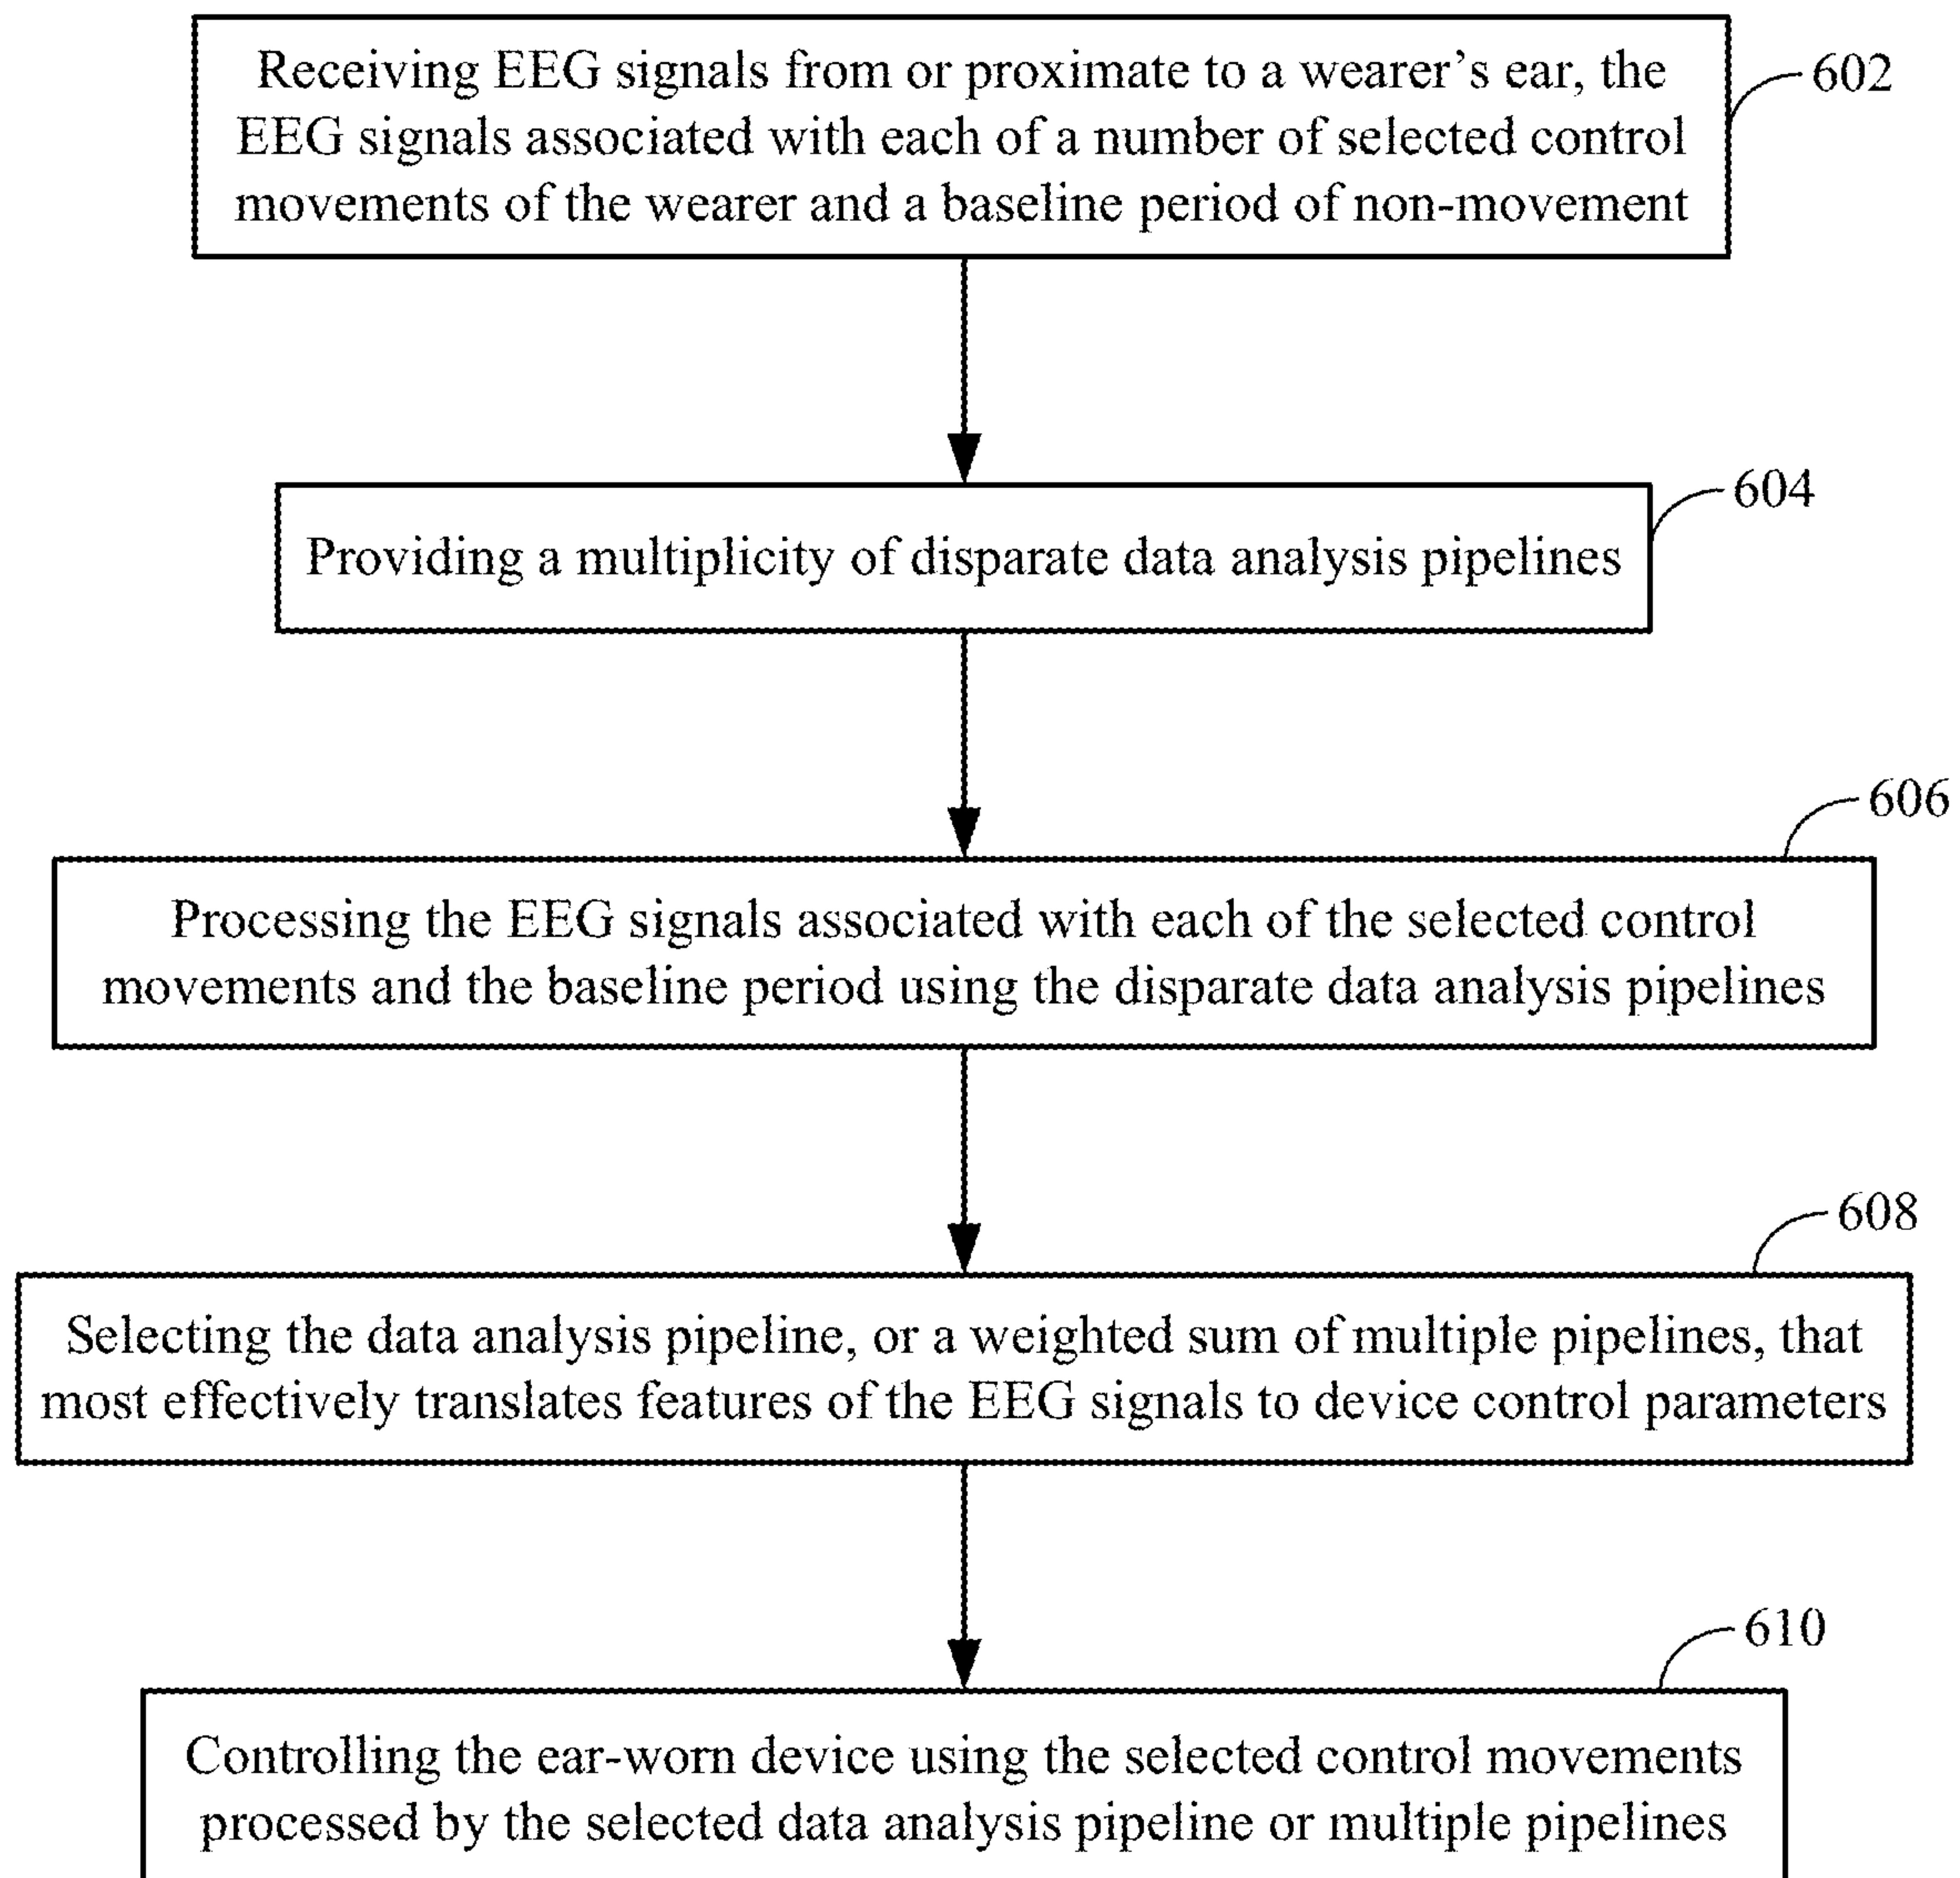 Receiving EEG signals from or proximate to a wearer's ear, the
EEG signals associated with each of a number of selected control
movements of the wearer and a baseline period of non-movement
602
604
Providing a multiplicity of disparate data analysis pipelines
606
Processing the EEG signals associated with each of the selected control
movements and the baseline period using the disparate data analysis pipelines
608
Selecting the data analysis pipeline, or a weighted sum of multiple pipelines, that
most effectively translates features of the EEG signals to device control parameters
610
Controlling the ear-worn device using the selected control movements
processed by the selected data analysis pipeline or multiple pipelines